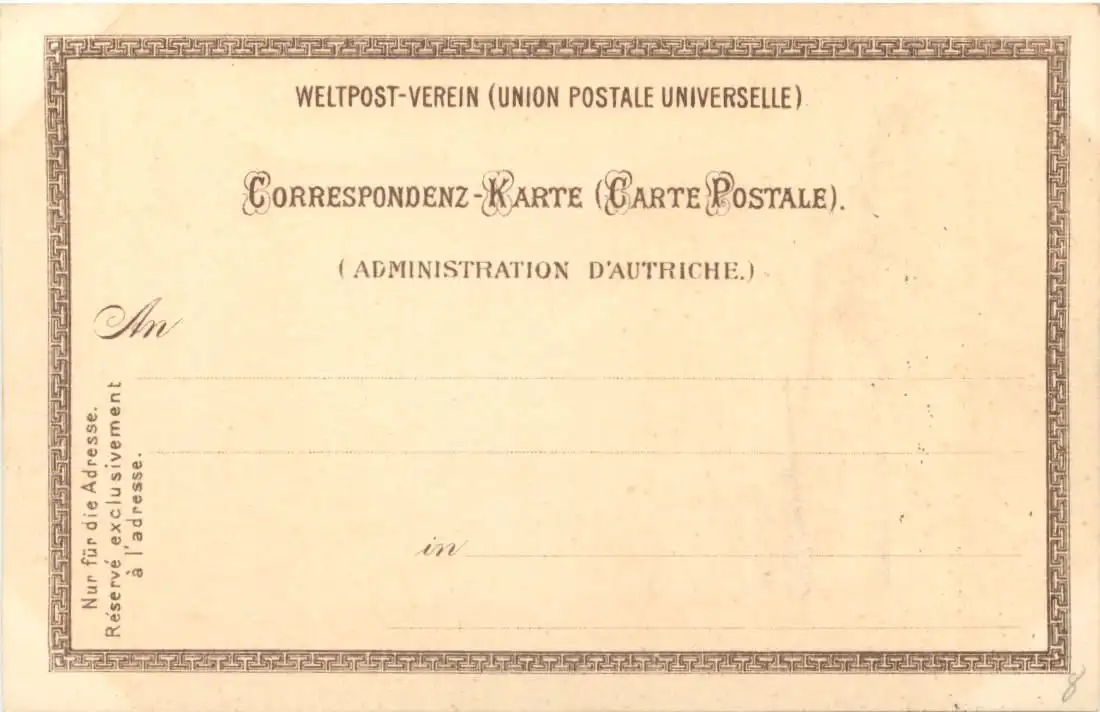 WELTPOST-VEREIN (UNION POSTALE UNIVERSELLE)
CORRESPONDENZ-KARTE (CARTE POSTALE).
(ADMINISTRATION D'AUTRICHE.)
An
Nur für die Adresse.
Réservé exclusivement
à l'adresse.
in
8